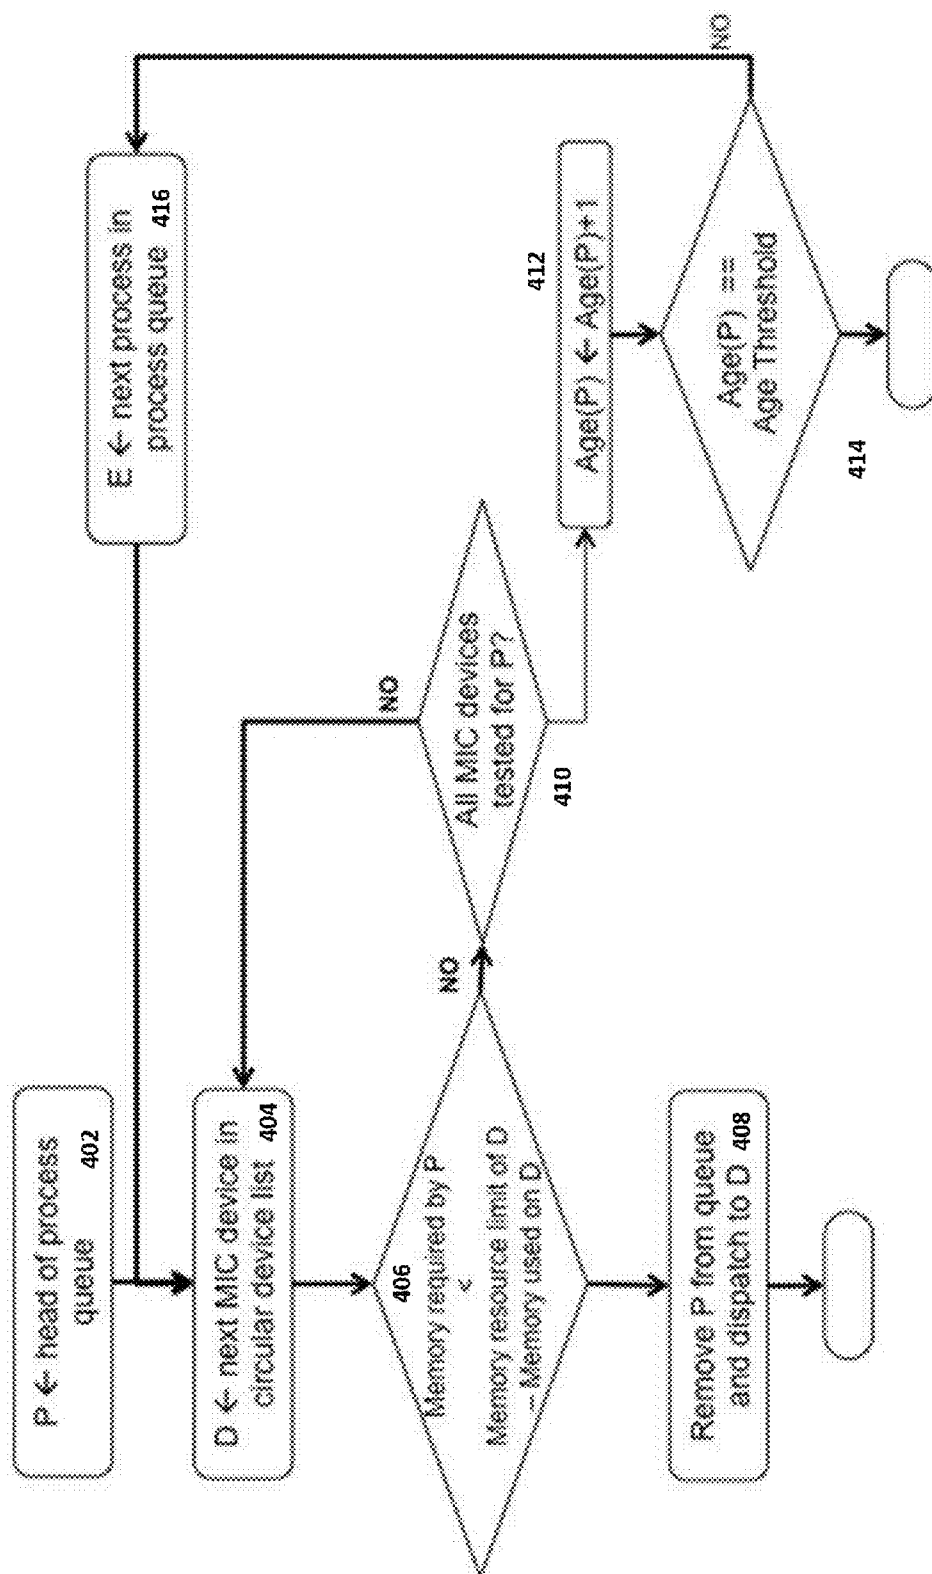 P ← head of process
queue
402
D ← next MIC device in
circular device list 404
406
Memory required by P
<
Memory resource limit of D
– Memory used on D
Remove P from queue
and dispatch to D 408
NO
All MIC devices
tested for P?
410
NO
E ← next process in
process queue 416
412
Age(P) ← Age(P)+1
Age(P) ==
Age Threshold
414
NO